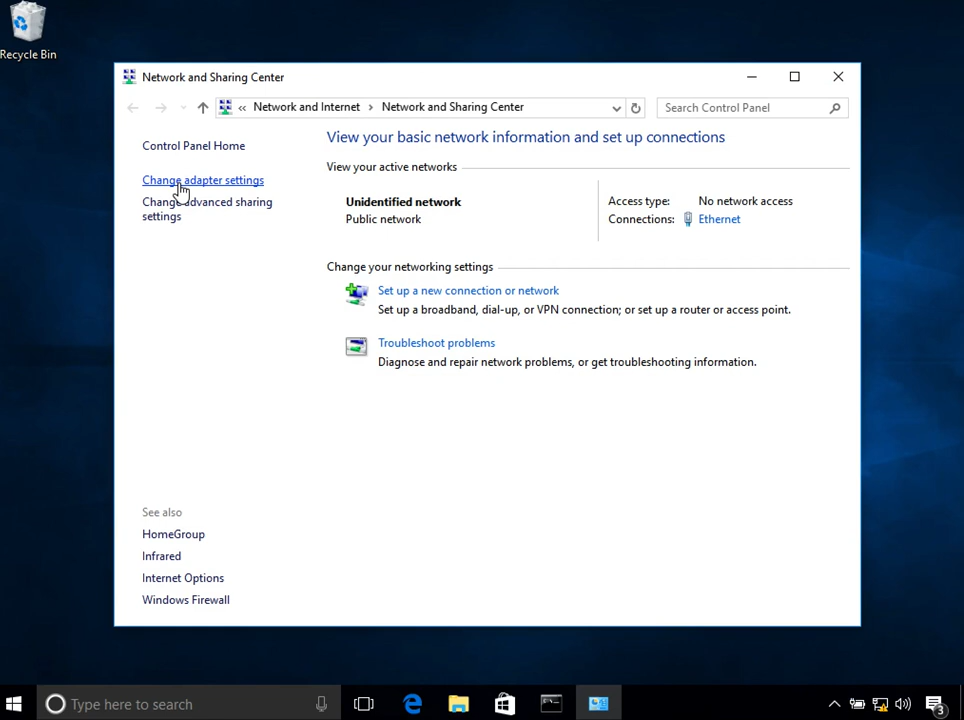 Recycle Bin
Network and Sharing Center
« Network and Internet › Network and Sharing Center
Search Control Panel
Control Panel Home
Change adapter settings
Change advanced sharing
settings
View your basic network information and set up connections
View your active networks
Unidentified network
Public network
Access type: No network access
Connections: Ethernet
Change your networking settings
Set up a new connection or network
Set up a broadband, dial-up, or VPN connection; or set up a router or access point.
Troubleshoot problems
Diagnose and repair network problems, or get troubleshooting information.
See also
HomeGroup
Infrared
Internet Options
Windows Firewall
Type here to search
3